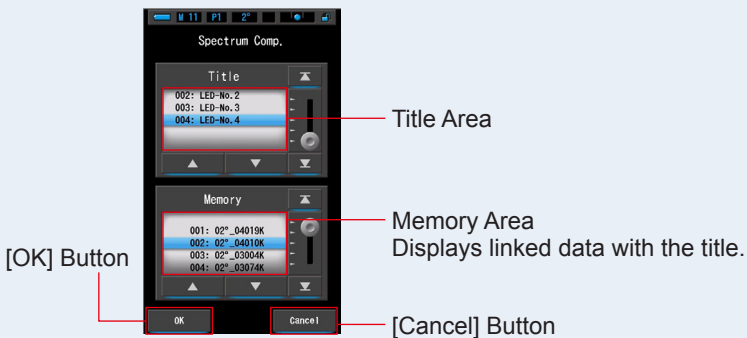 M 11 P1 2°
Spectrum Comp.
Title
002: LED-No.2
003: LED-No.3
004: LED-No.4
Title Area
Memory
001: 02°_04019K
002: 02°_04010K
003: 02°_03004K
004: 02°_03074K
Memory Area
Displays linked data with the title.
[OK] Button
OK
Cancel
[Cancel] Button